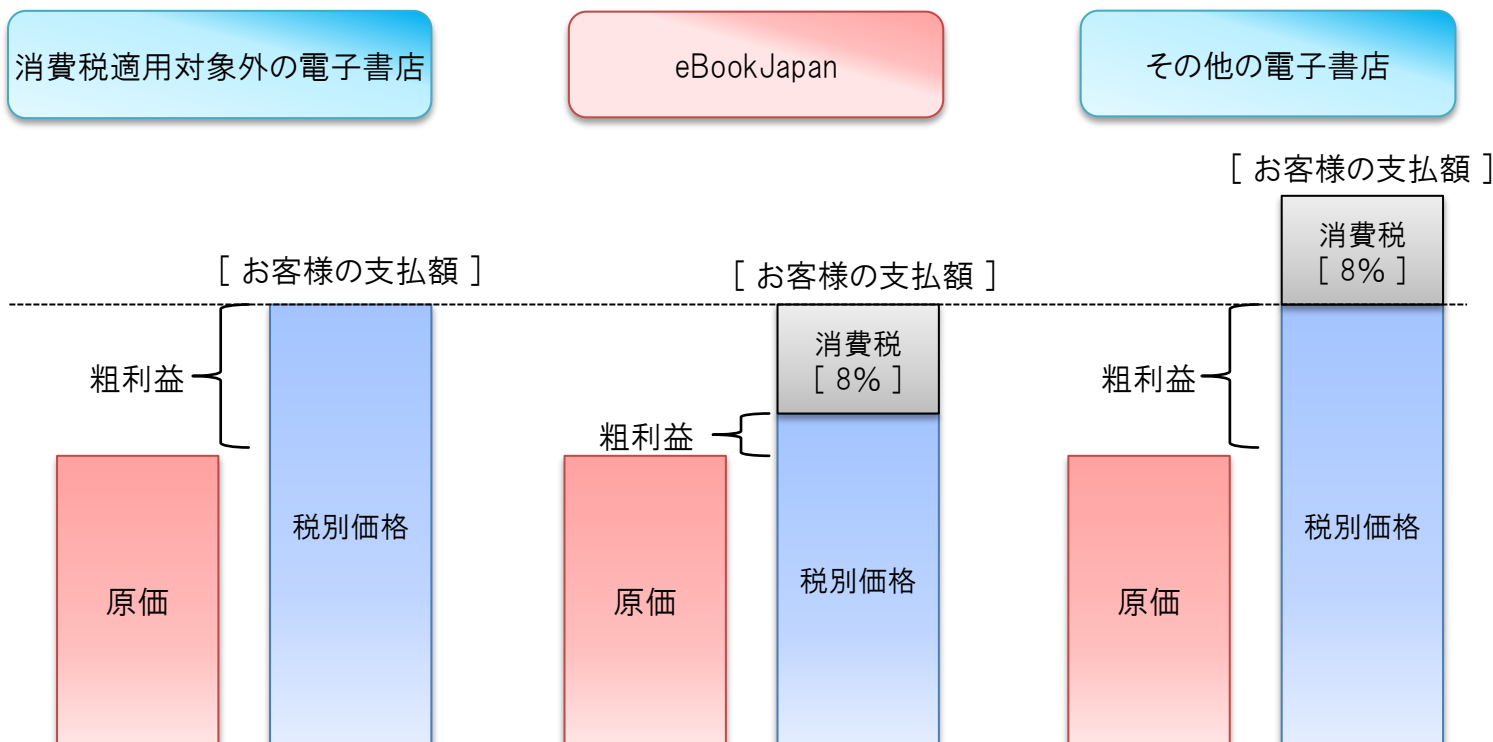 消費税適用対象外の電子書店
eBookJapan
その他の電子書店
[ お客様の支払額 ]
粗利益
原価
税別価格
[ お客様の支払額 ]
消費税
[ 8% ]
粗利益
原価
税別価格
[ お客様の支払額 ]
消費税
[ 8% ]
粗利益
原価
税別価格